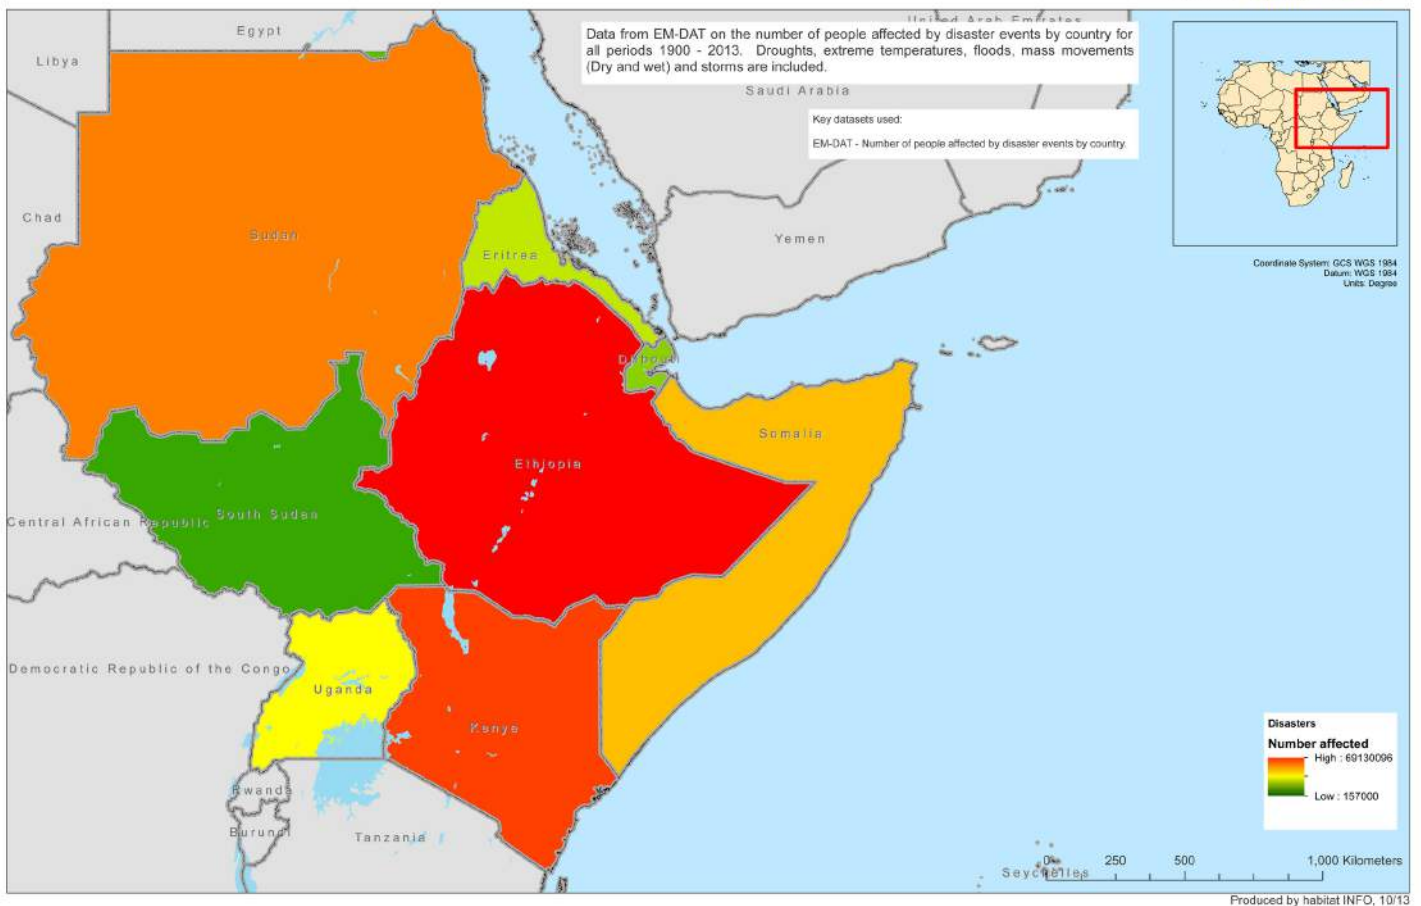 Egypt
United Arab Emirates
Libya
Data from EM-DAT on the number of people affected by disaster events by country for
all periods 1900 - 2013. Droughts, extreme temperatures, floods, mass movements
(Dry and wet) and storms are included.
Saudi Arabia
Key datasets used:
EM-DAT - Number of people affected by disaster events by country.
Chad
Sudan
Yemen
Eritrea
Coordinate System: GCS WGS 1984
Datum: WGS 1984
Units: Degree
Djibouti
Somalia
Ethiopia
South Sudan
Central African Republic
Democratic Republic of the Congo
Uganda
Kenya
Disasters
Number affected
High : 69130096
Low : 157000
Rwanda
Burundi
Tanzania
0 250 500 1,000 Kilometers
Seychelles
Produced by habitat INFO, 10/13